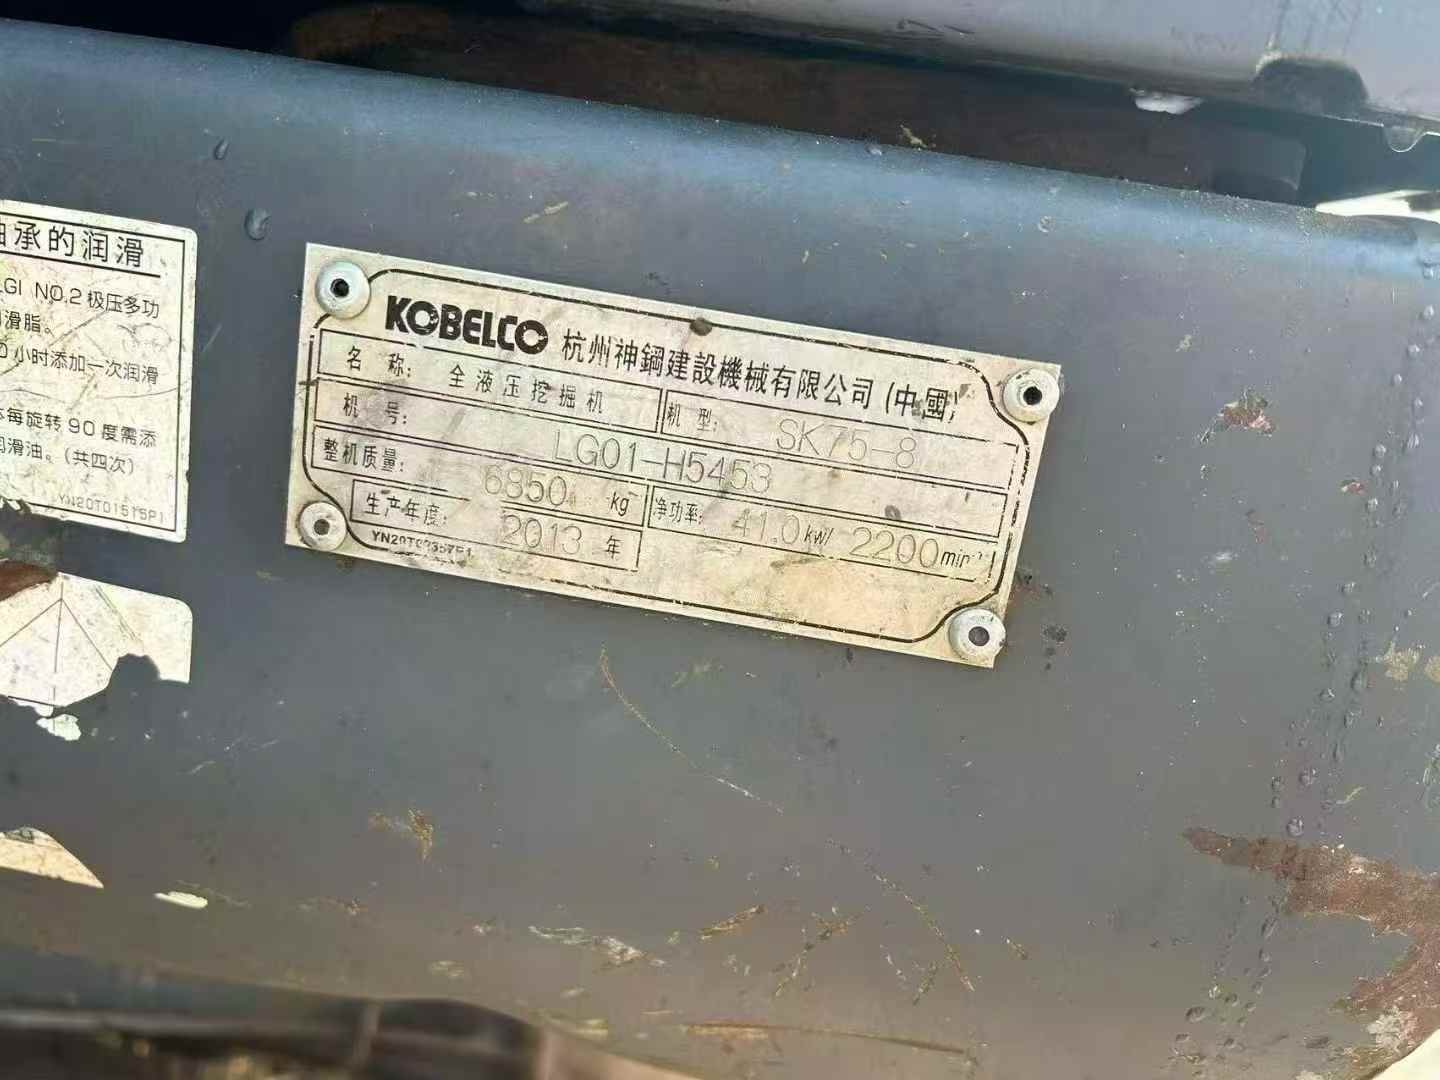 轴承的润滑
LGI NO.2极压多功
滑脂。
0小时添加一次润滑
每旋转90度需添
润滑油。(共四次)
YN20T01515P1
KOBELCO 杭州神鋼建設機械有限公司(中國)
名 称: 全液压挖掘机 机 型: SK75-8
机 号: LG01-H5453
整机质量: 6850 kg 净功率: 41.0kw/ 2200min⁻¹
生产年度: 2013 年